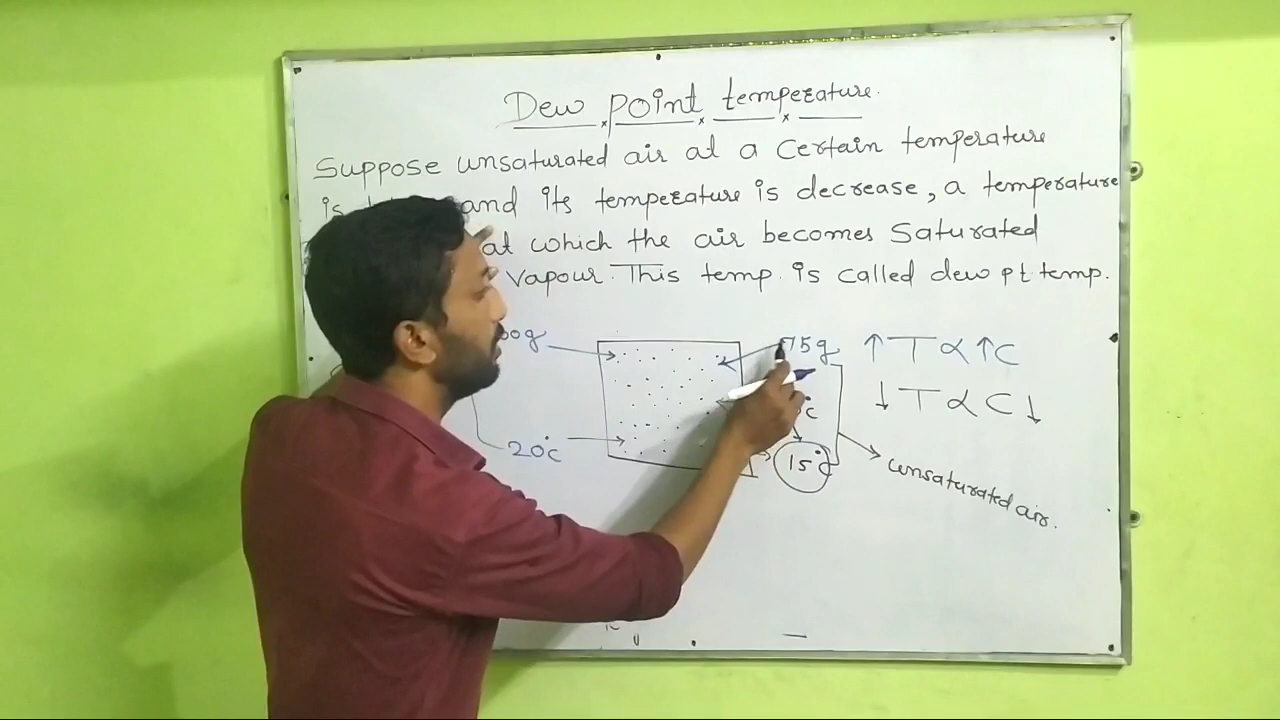 Dew point temperature.
Suppose unsaturated air at a certain temperature
is and its temperature is decrease, a temperature
at which the air becomes saturated
vapour. This temp. is called dew pt temp.
75g
↑T∝↑C
↓T∝C↓
20°C
15°C
unsaturated air.